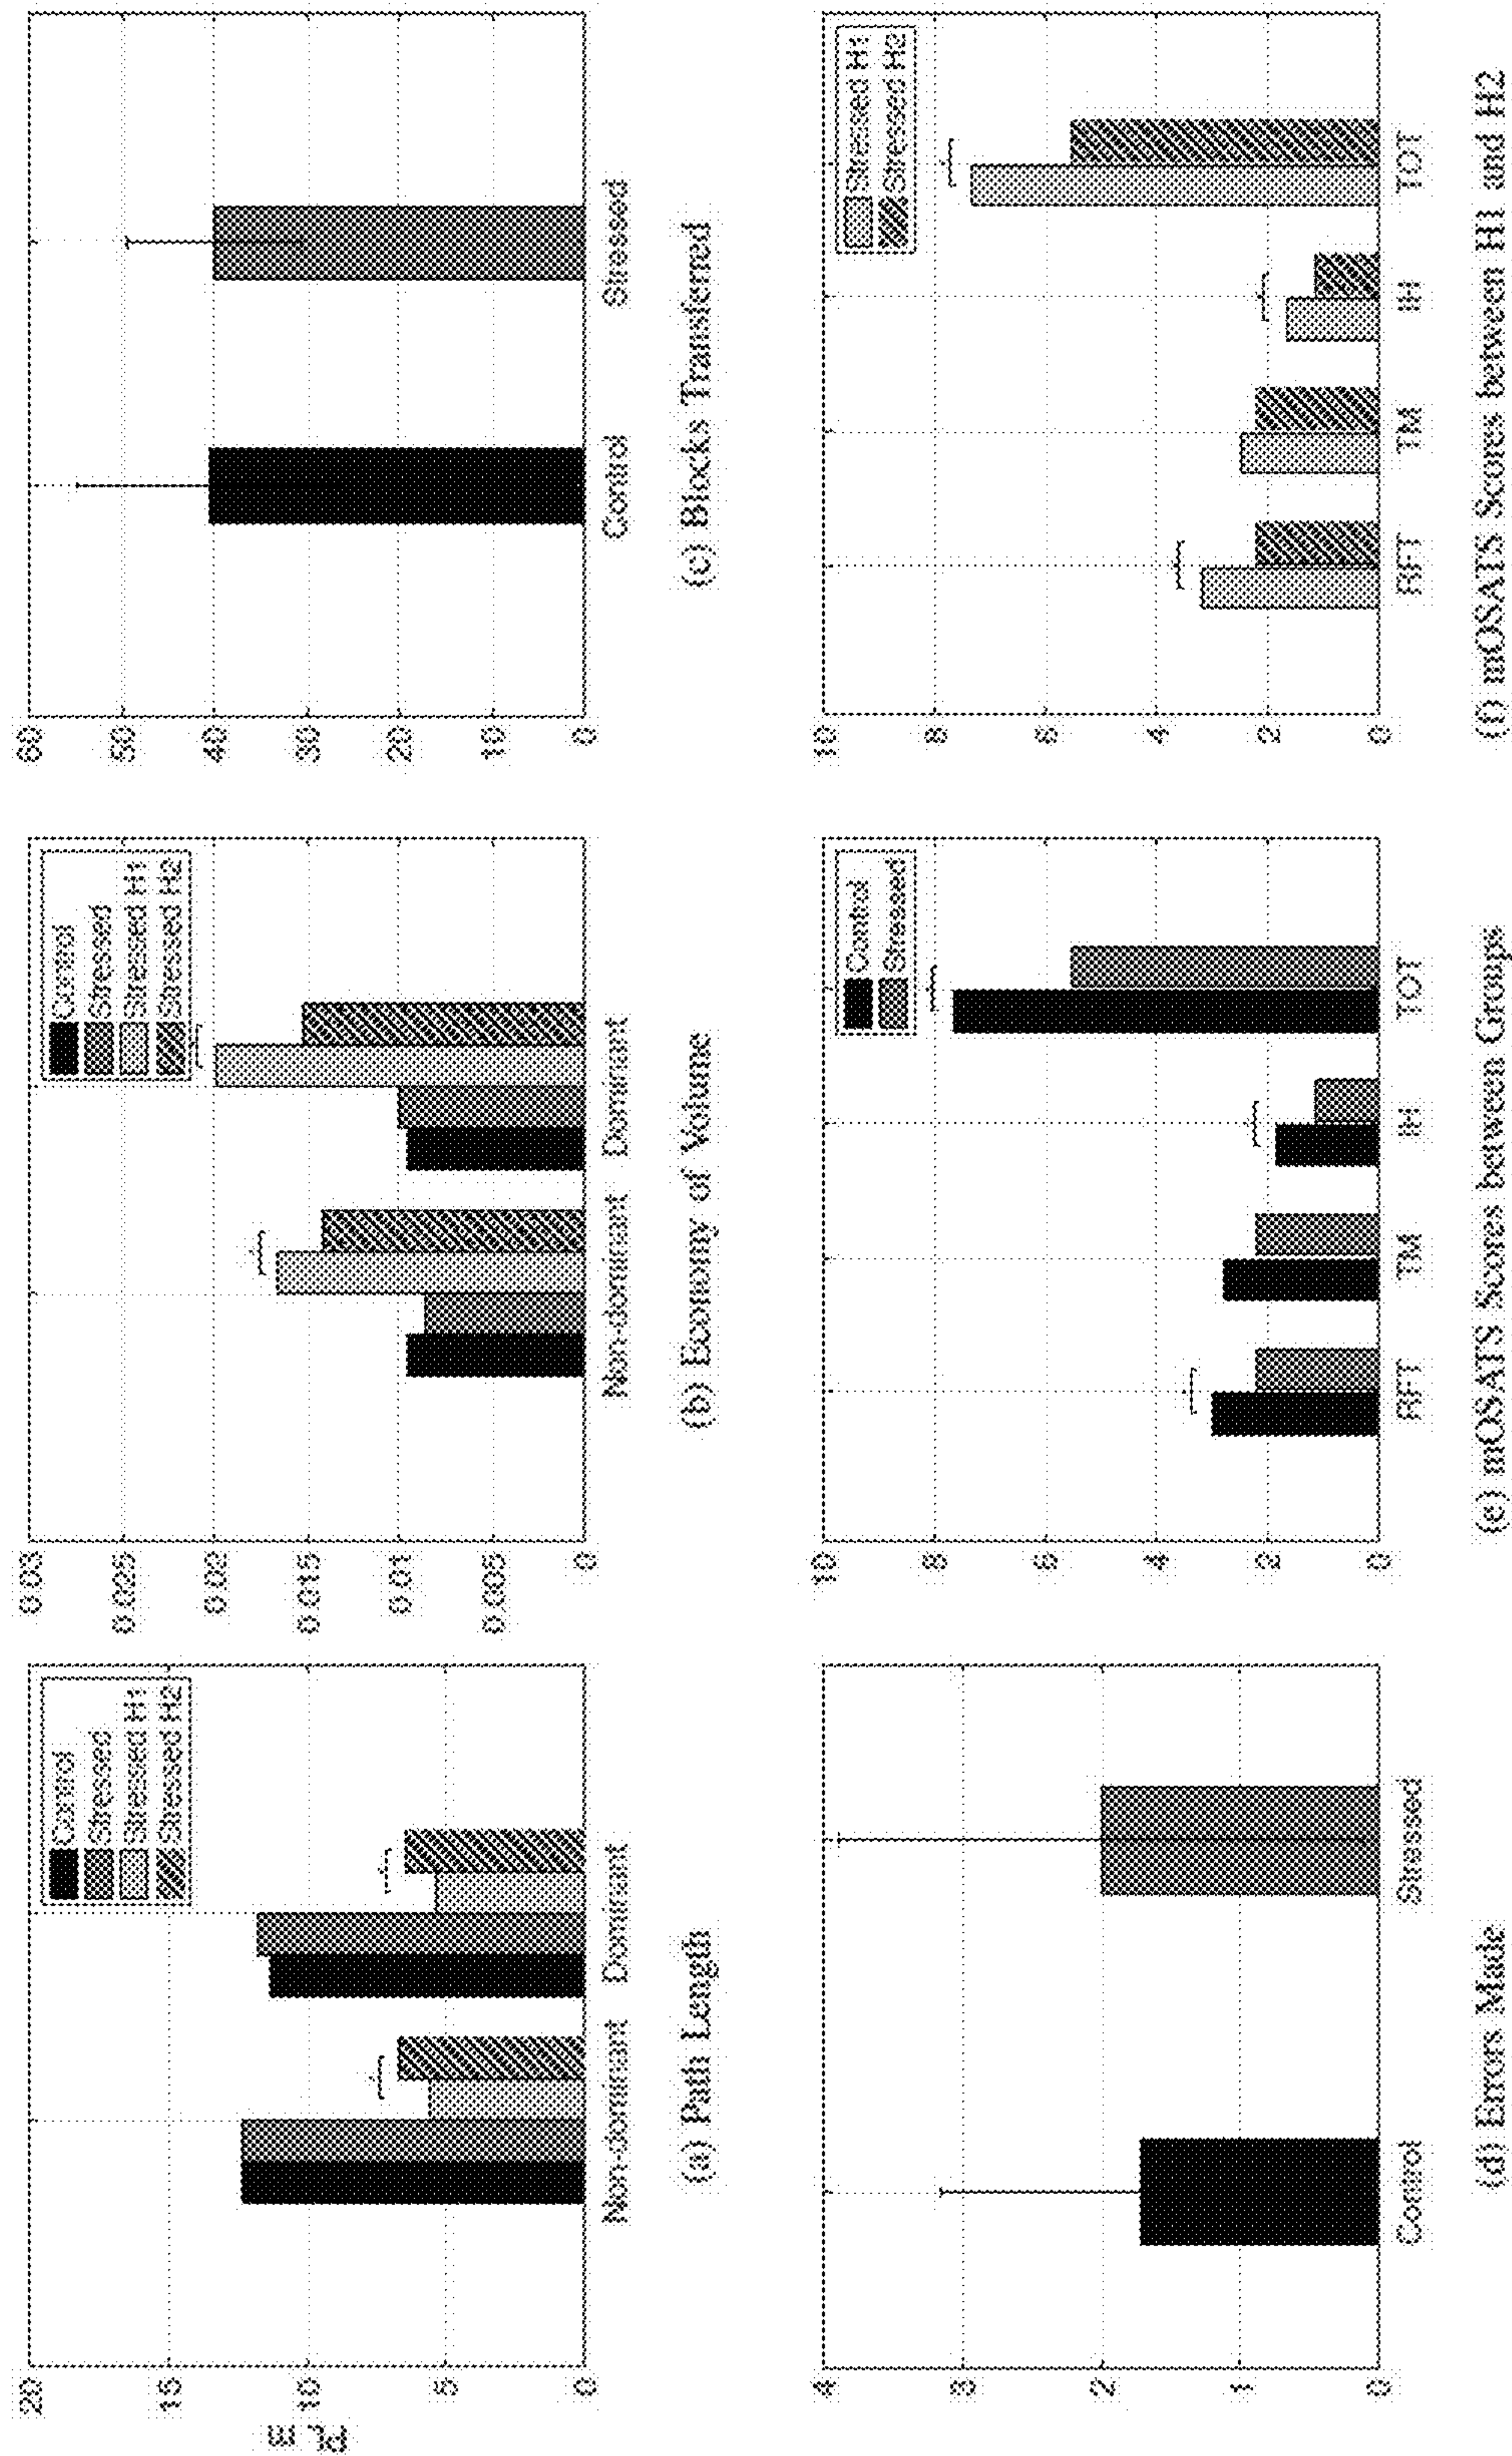 PL, m
20
15
10
5
0
Control
Stressed
Stressed H1
Stressed H2
Non-dominant Dominant
(a) Path Length
0.03
0.025
0.02
0.015
0.01
0.005
0
Control
Stressed
Stressed H1
Stressed H2
Non-dominant Dominant
(b) Economy of Volume
60
50
40
30
20
10
0
Control Stressed
(c) Blocks Transferred
4
3
2
1
0
Control Stressed
(d) Errors Made
10
8
6
4
2
0
Control
Stressed
RFT TM IH TOT
(e) mOSATS Scores between Groups
10
8
6
4
2
0
Stressed H1
Stressed H2
RFT TM IH TOT
(f) mOSATS Scores between H1 and H2